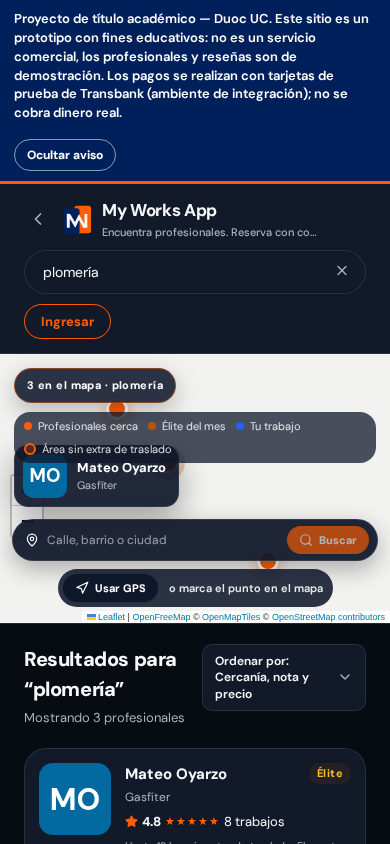 Proyecto de título académico — Duoc UC. Este sitio es un
prototipo con fines educativos: no es un servicio
comercial, los profesionales y reseñas son de
demostración. Los pagos se realizan con tarjetas de
prueba de Transbank (ambiente de integración); no se
cobra dinero real.
Ocultar aviso
My Works App
Encuentra profesionales. Reserva con co…
plomería
Ingresar
3 en el mapa · plomería
Profesionales cerca Élite del mes Tu trabajo
Área sin extra de traslado
MO Mateo Oyarzo
Gasfíter
Calle, barrio o ciudad Buscar
Usar GPS o marca el punto en el mapa
Leaflet | OpenFreeMap © OpenMapTiles © OpenStreetMap contributors
Resultados para
“plomería”
Mostrando 3 profesionales
Ordenar por:
Cercanía, nota y
precio
MO Mateo Oyarzo Élite
Gasfíter
4.8 ★★★★★ 8 trabajos